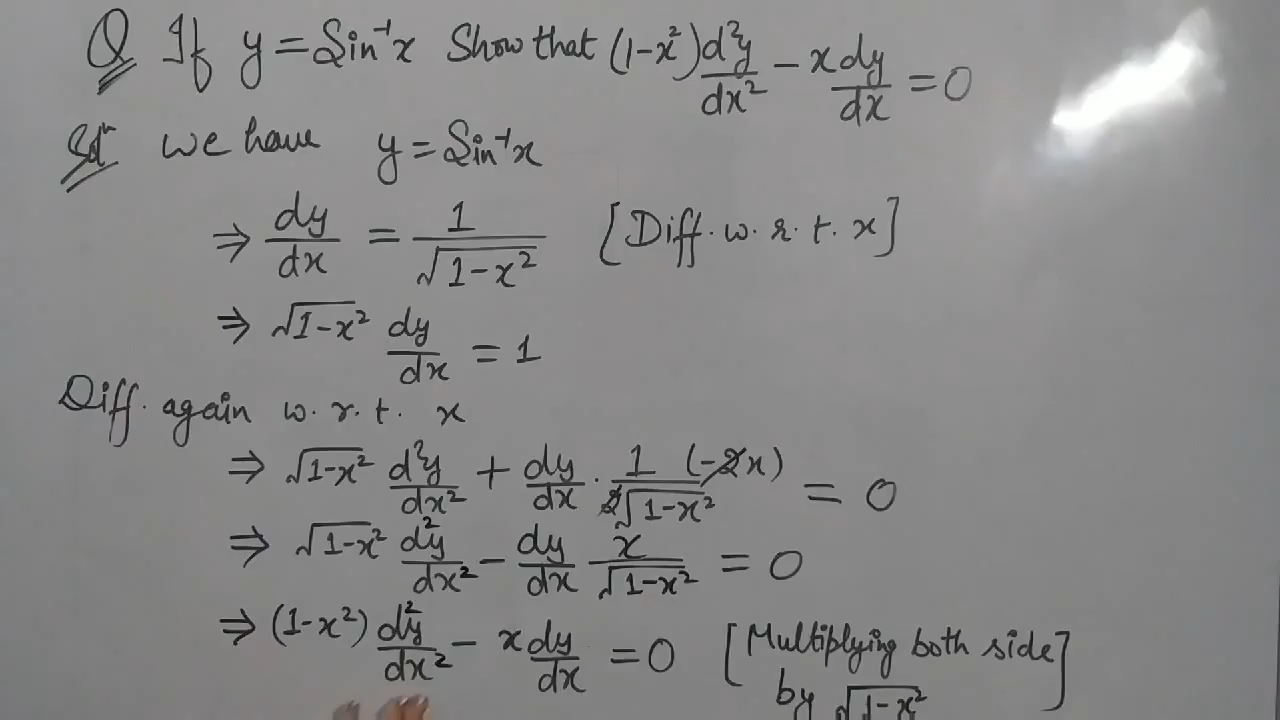 Q If y = Sin⁻¹x Show that (1-x²) d²y/dx² - x dy/dx = 0
Solⁿ we have y = Sin⁻¹x
⇒ dy/dx = 1/√(1-x²) [Diff. w. r. t. x]
⇒ √(1-x²) dy/dx = 1
Diff. again w. r. t. x
⇒ √(1-x²) d²y/dx² + dy/dx · 1/(2√(1-x²)) (-2x) = 0
⇒ √(1-x²) d²y/dx² - dy/dx x/√(1-x²) = 0
⇒ (1-x²) d²y/dx² - x dy/dx = 0 [Multiplying both side
by √(1-x²)]